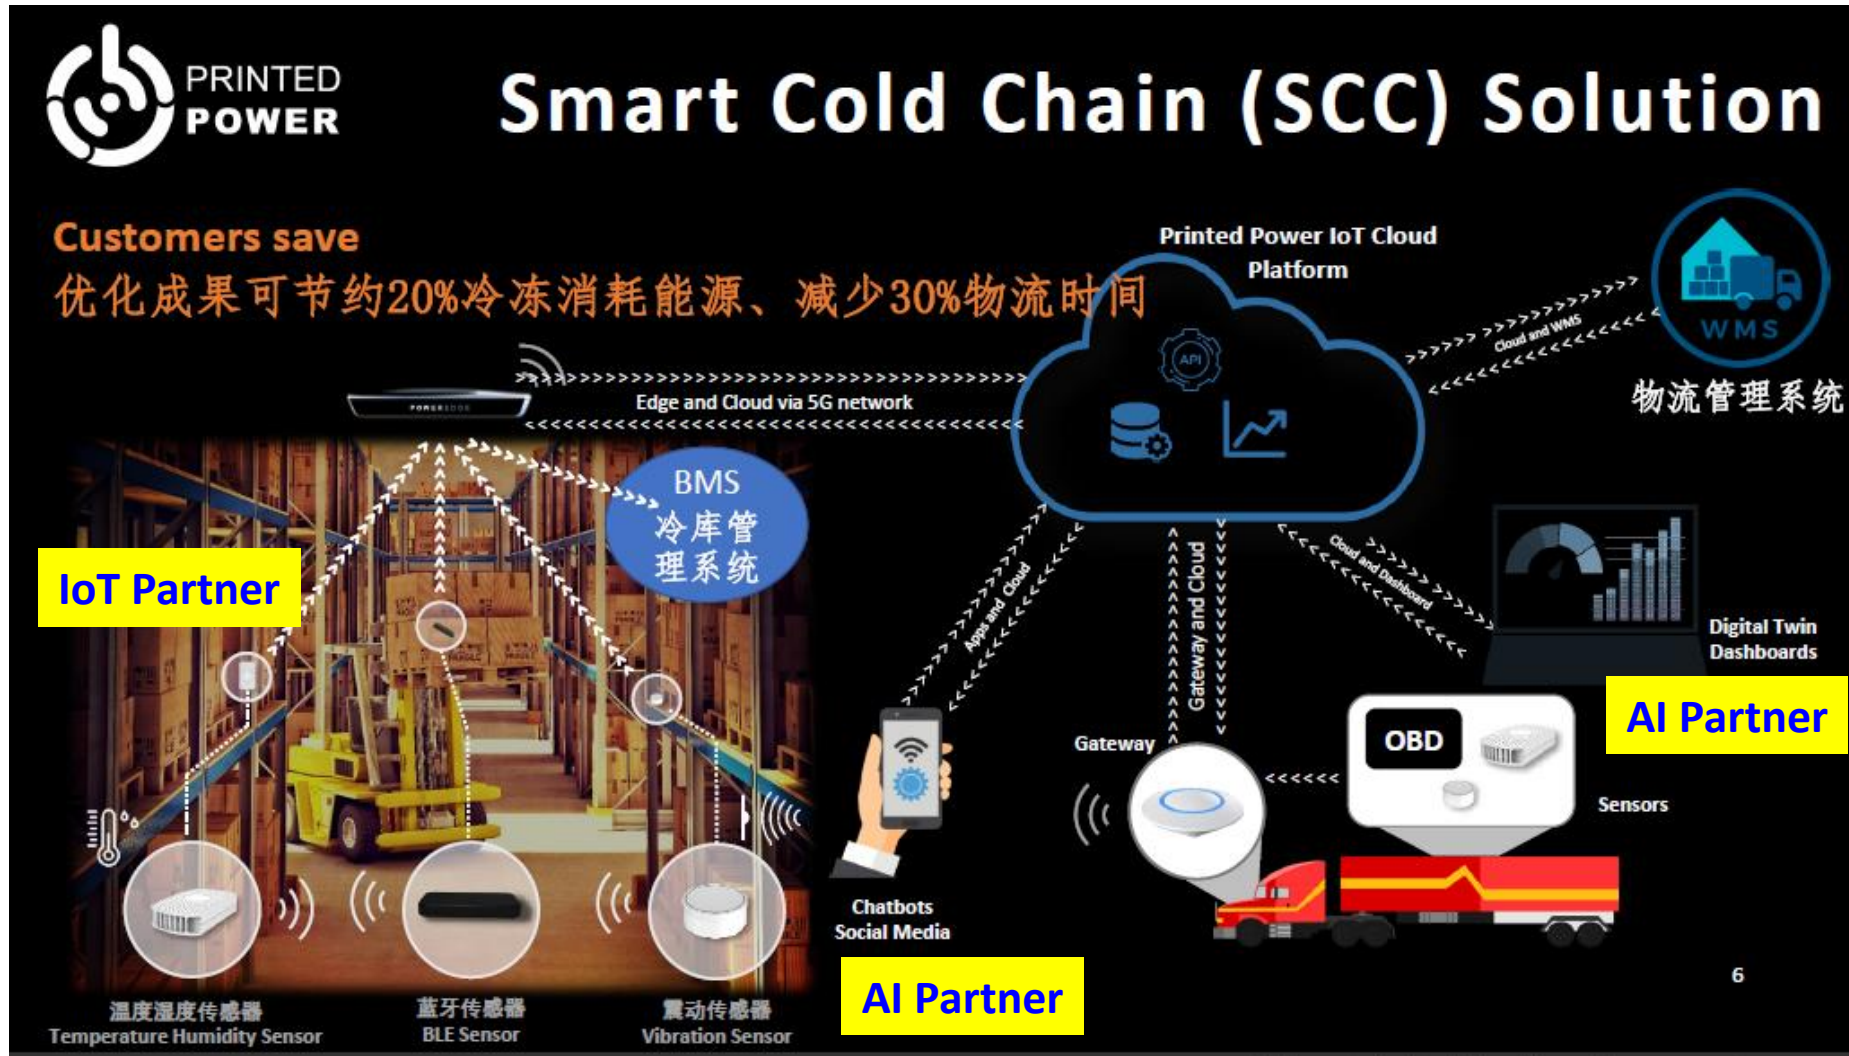 PRINTED
POWER
Smart Cold Chain (SCC) Solution
Customers save
优化成果可节约20%冷冻消耗能源、减少30%物流时间
Printed Power IoT Cloud
Platform
API
Cloud and WMS
WMS
物流管理系统
POWEREDGE
Edge and Cloud via 5G network
BMS
冷库管
理系统
IoT Partner
Apps and Cloud
Gateway and Cloud
Cloud and Dashboard
Digital Twin
Dashboards
AI Partner
Gateway
OBD
Sensors
Chatbots
Social Media
AI Partner
6
温度湿度传感器
Temperature Humidity Sensor
蓝牙传感器
BLE Sensor
震动传感器
Vibration Sensor